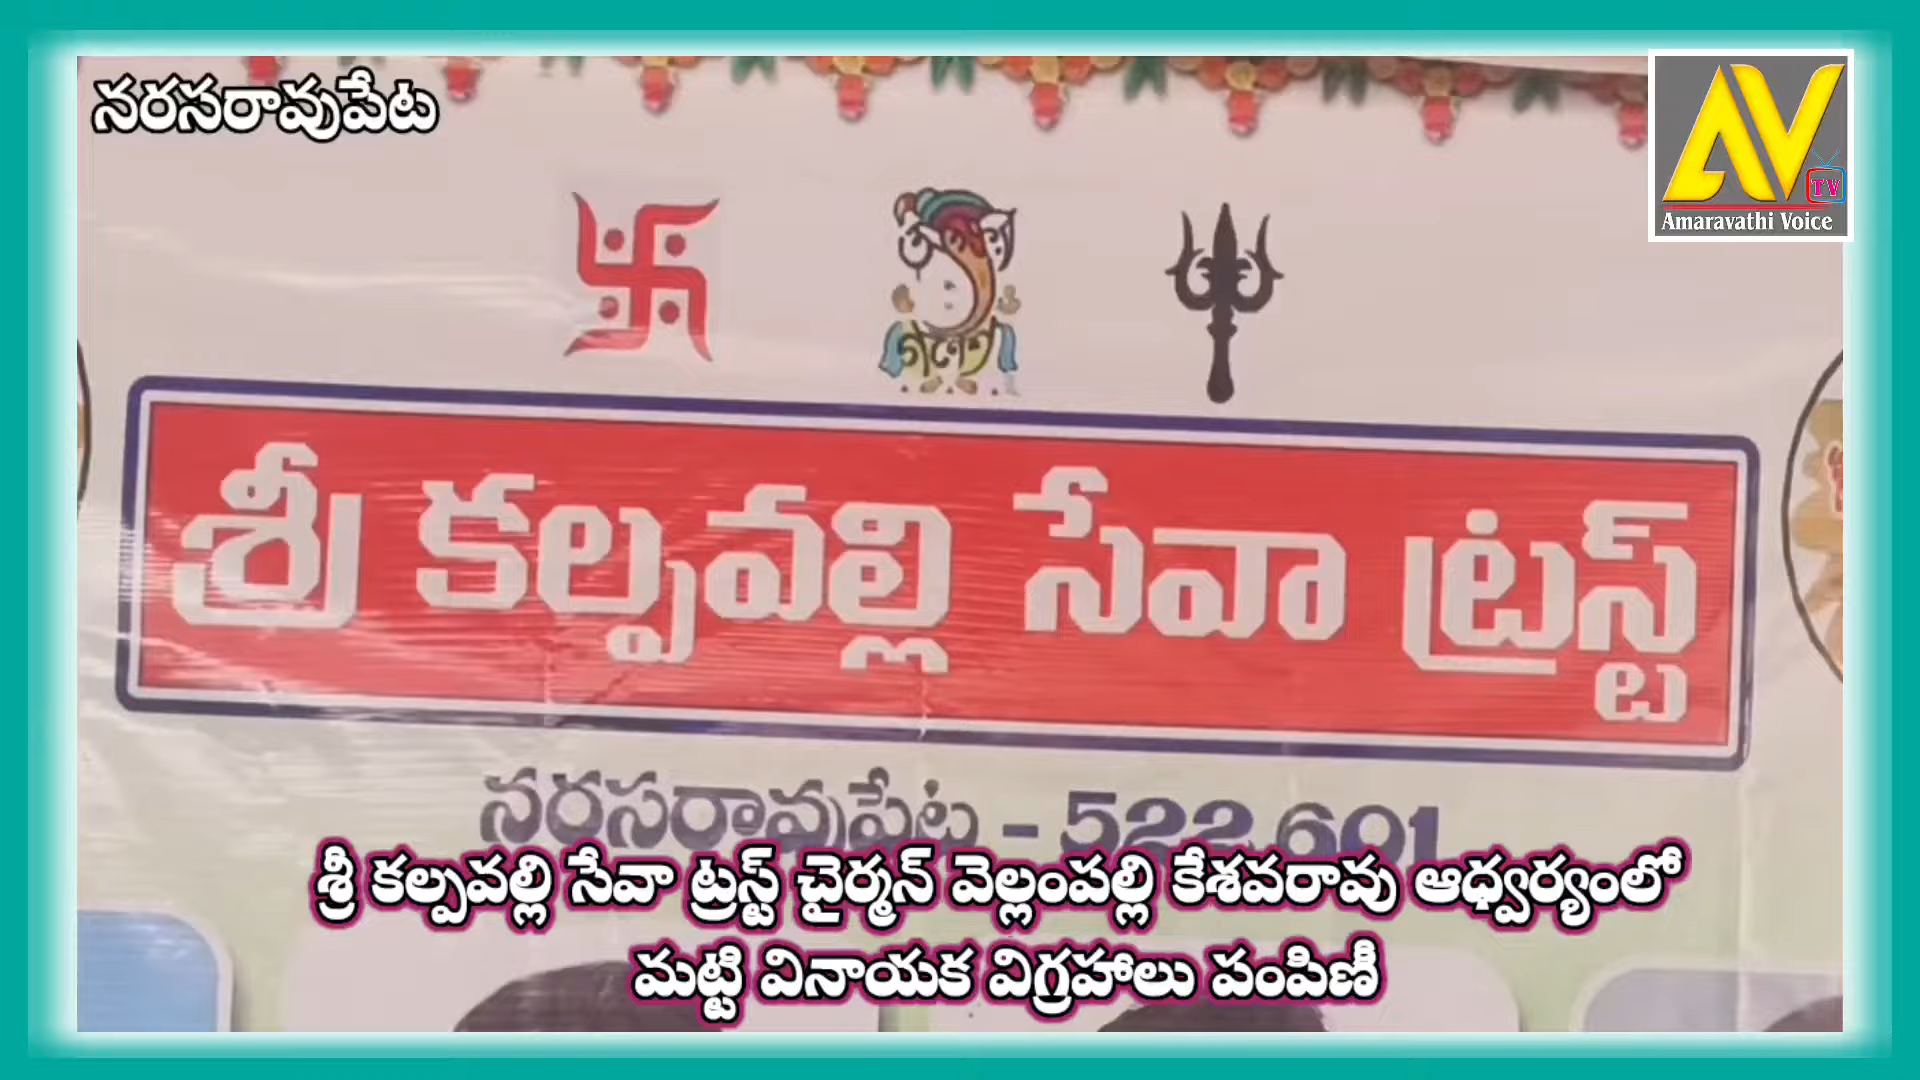 నరసరావుపేట
AV
TV
Amaravathi Voice
శ్రీ కల్పవల్లి సేవా ట్రస్ట్
నరసరావుపేట - 522 601
శ్రీ కల్పవల్లి సేవా ట్రస్ట్ చైర్మన్ వెల్లంపల్లి కేశవరావు ఆధ్వర్యంలో
మట్టి వినాయక విగ్రహాలు పంపిణీ